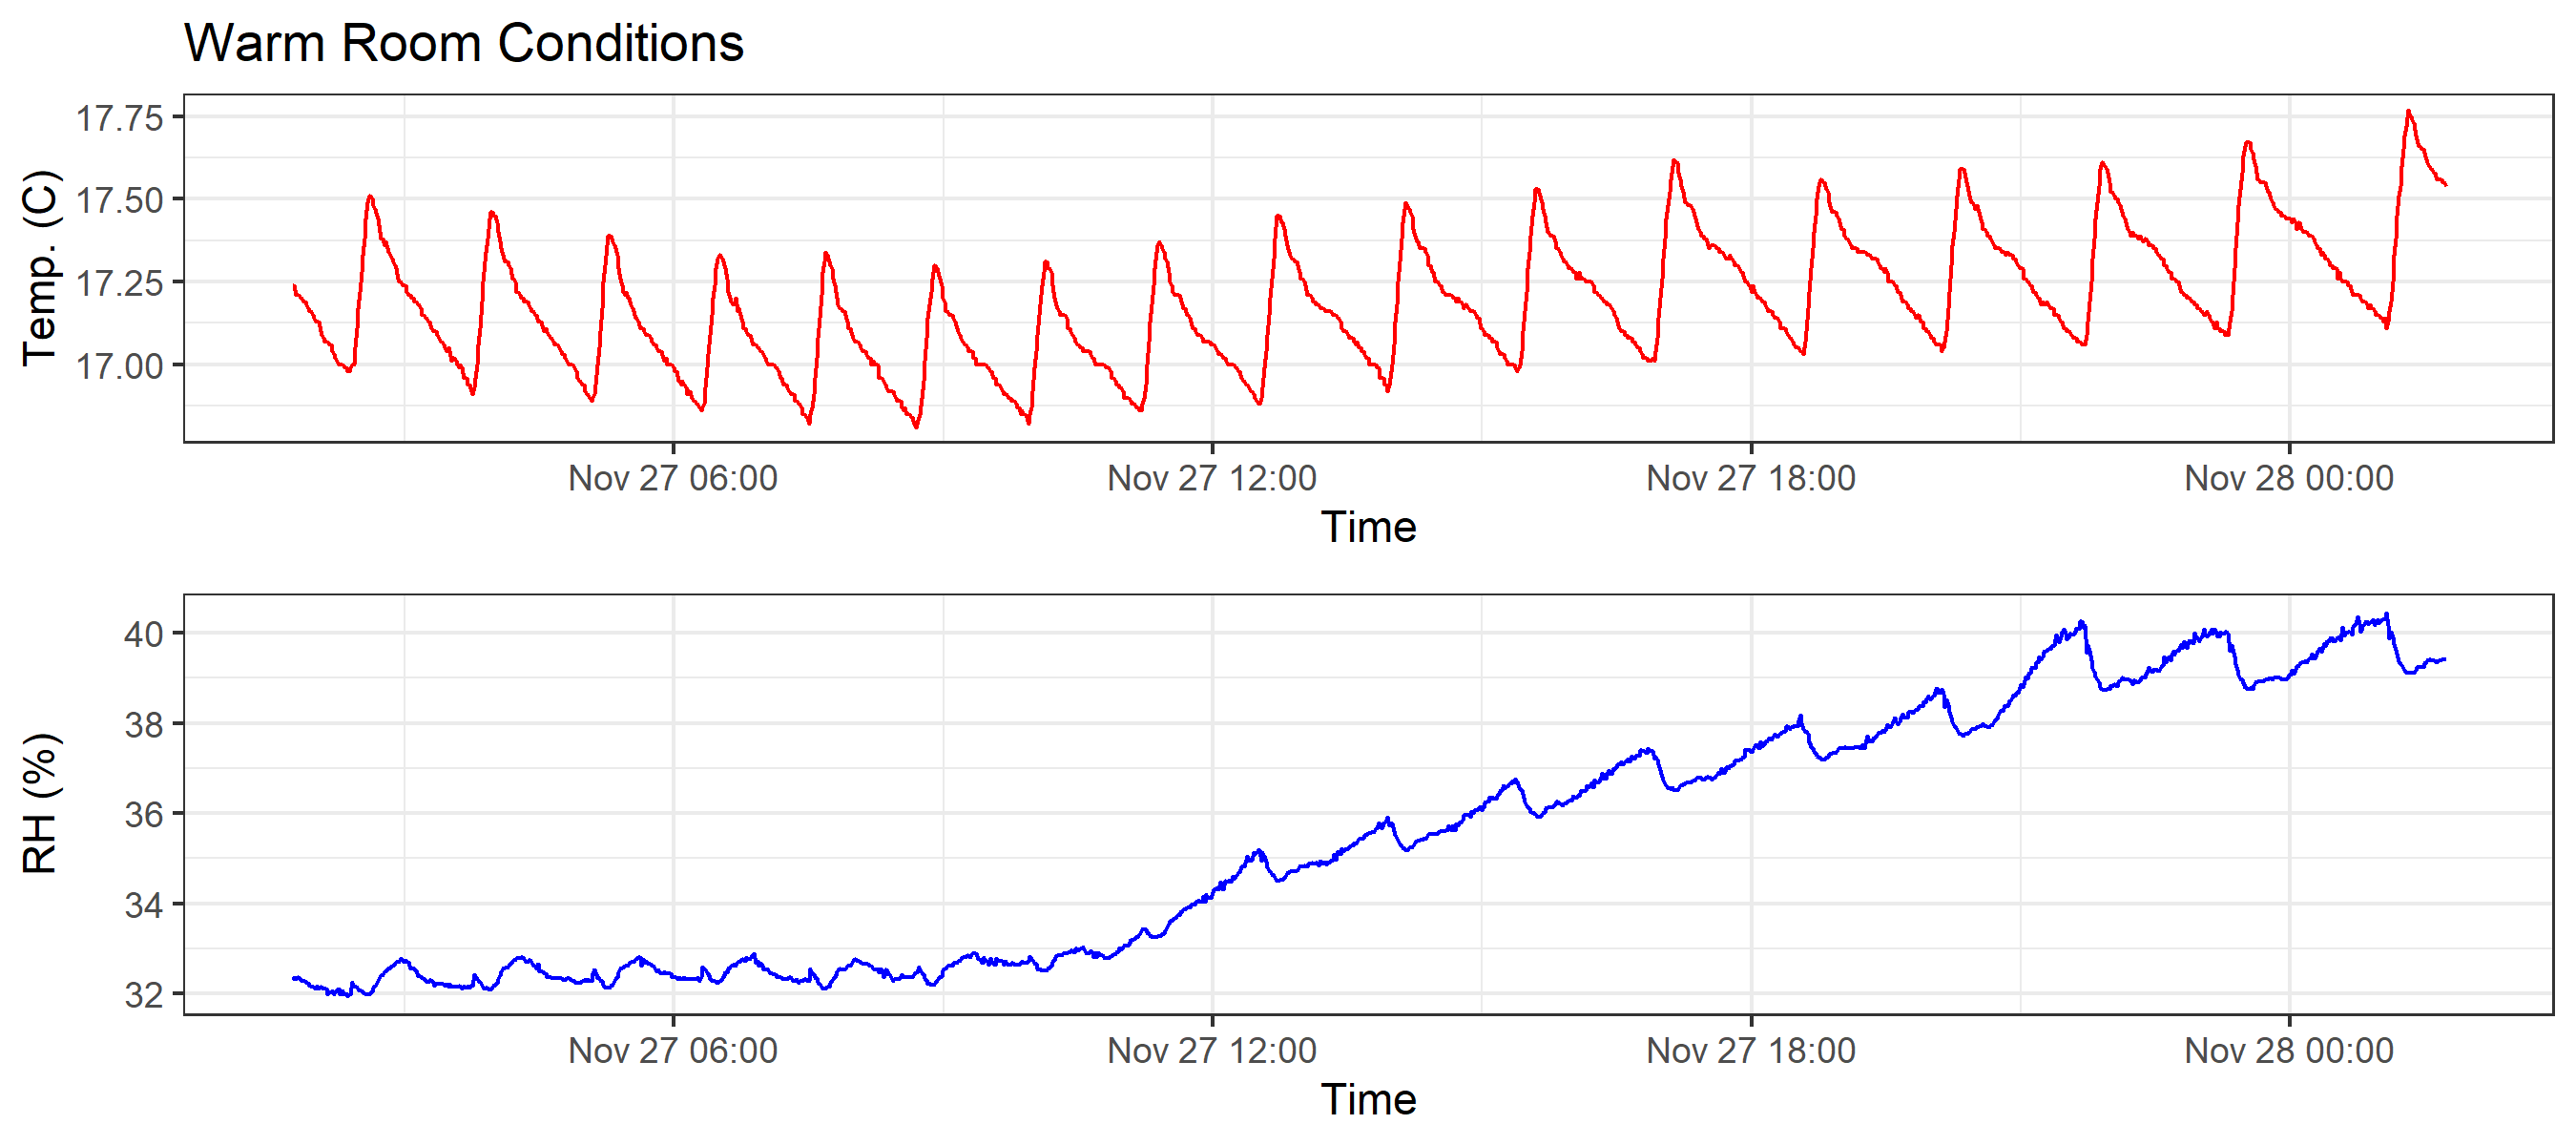 Warm Room Conditions
Temp. (C)
17.75
17.50
17.25
17.00
Nov 27 06:00 Nov 27 12:00 Nov 27 18:00 Nov 28 00:00
Time
RH (%)
40
38
36
34
32
Nov 27 06:00 Nov 27 12:00 Nov 27 18:00 Nov 28 00:00
Time